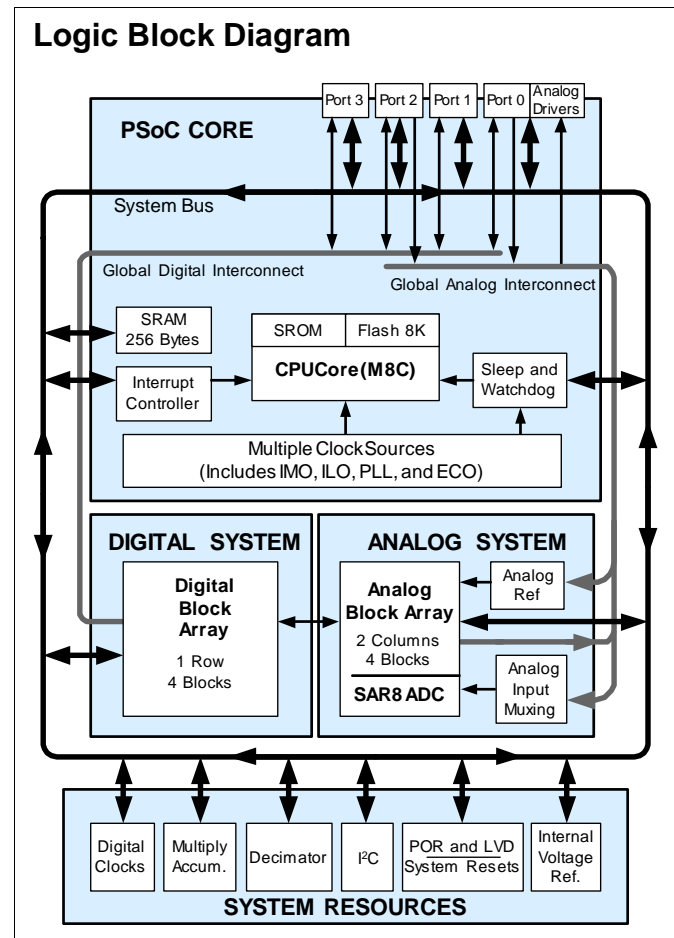 Logic Block Diagram
Port 3
Port 2
Port 1
Port 0
Analog
Drivers
PSoC CORE
System Bus
Global Digital Interconnect
Global Analog Interconnect
SRAM
256 Bytes
SROM
Flash 8K
CPUCore(M8C)
Interrupt
Controller
Sleep and
Watchdog
Multiple ClockSources
(Includes IMO, ILO, PLL, and ECO)
DIGITAL SYSTEM
ANALOG SYSTEM
Digital
Block
Array
1 Row
4 Blocks
Analog
Block Array
2 Columns
4 Blocks
SAR8 ADC
Analog
Ref
Analog
Input
Muxing
Digital
Clocks
Multiply
Accum.
Decimator
I²C
POR and LVD
System Resets
Internal
Voltage
Ref.
SYSTEM RESOURCES